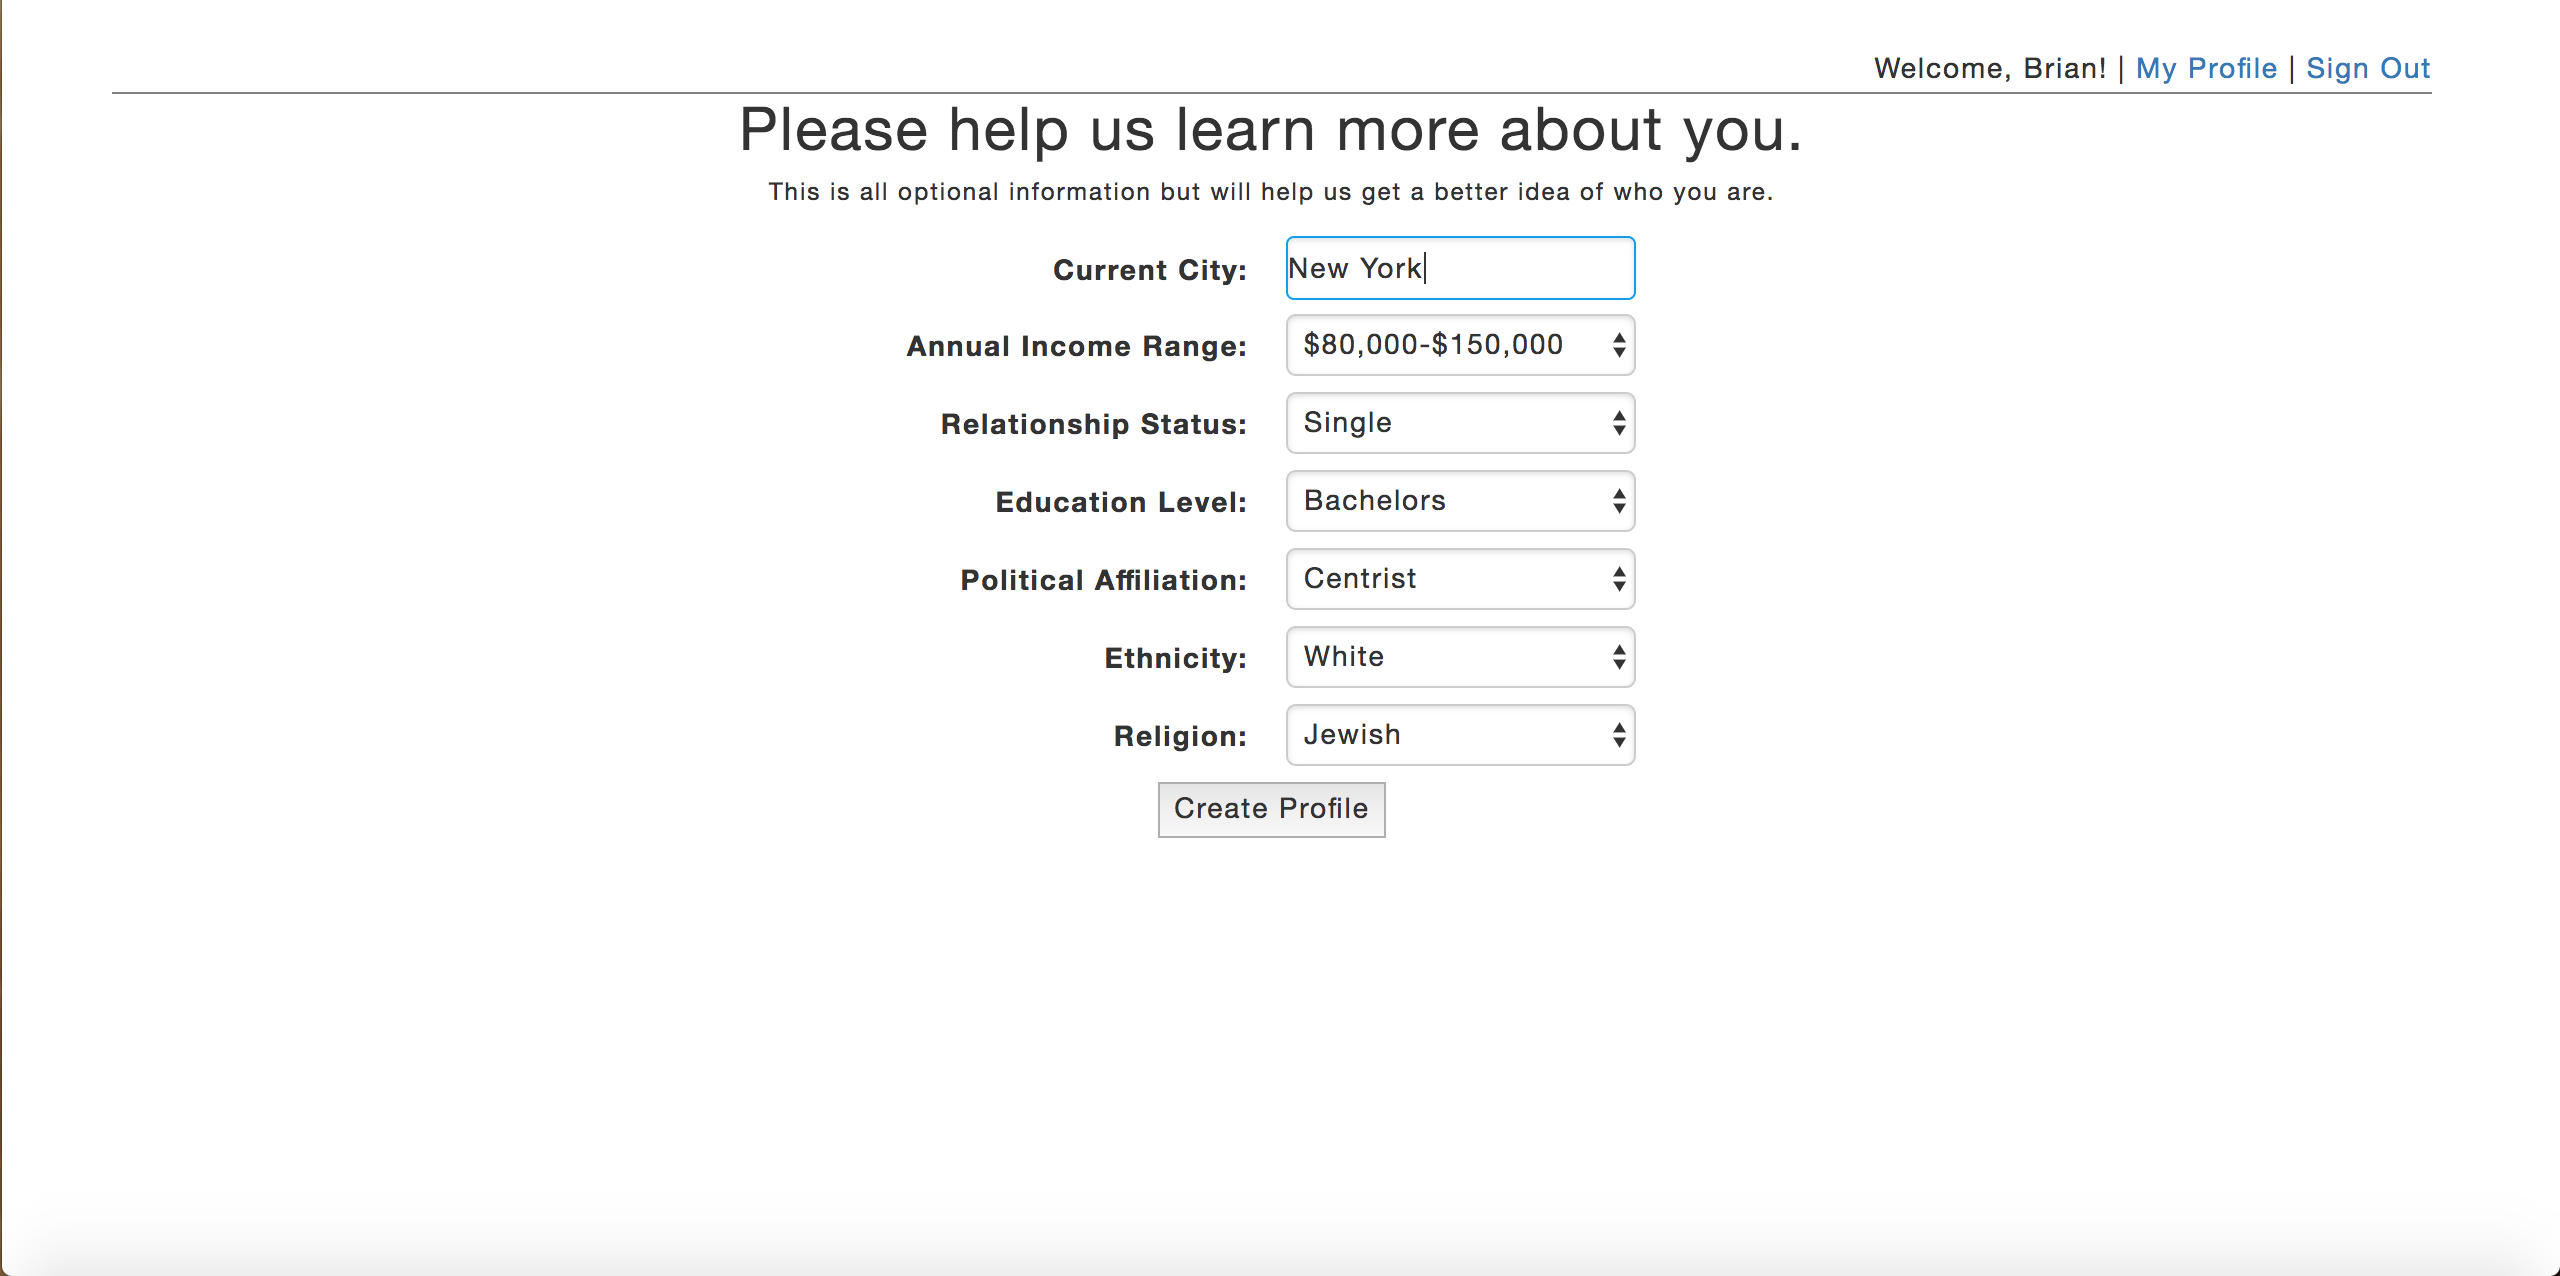 Welcome, Brian! | My Profile | Sign Out
Please help us learn more about you.
This is all optional information but will help us get a better idea of who you are.
Current City: New York
Annual Income Range: $80,000-$150,000
Relationship Status: Single
Education Level: Bachelors
Political Affiliation: Centrist
Ethnicity: White
Religion: Jewish
Create Profile